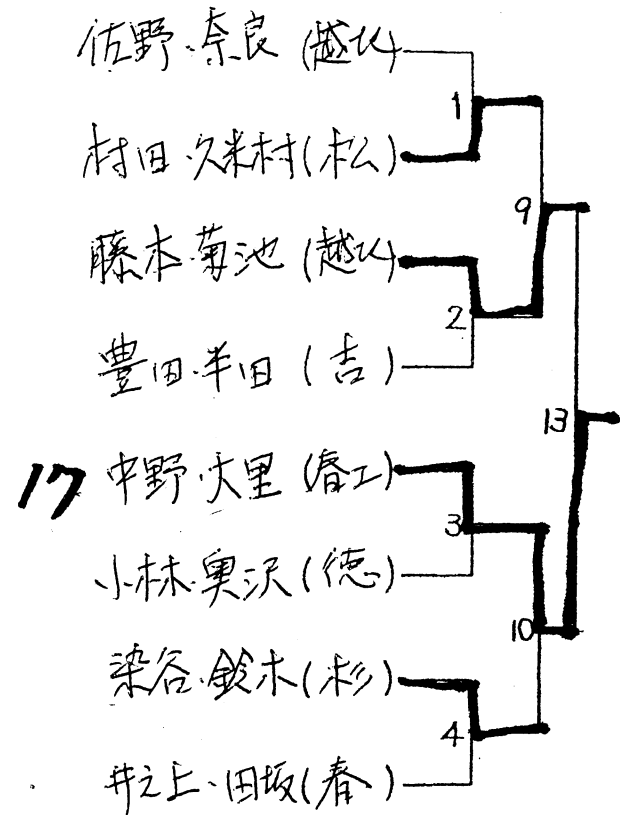 佐野・奈良 (越北)
1
村田・久米村(松)
9
藤本・菊池 (越北)
2
豊田・半田 (吉)
13
17 中野・大里 (春工)
3
小林・奥沢 (徳)
10
染谷・鈴木 (杉)
4
井之上・田坂(春)